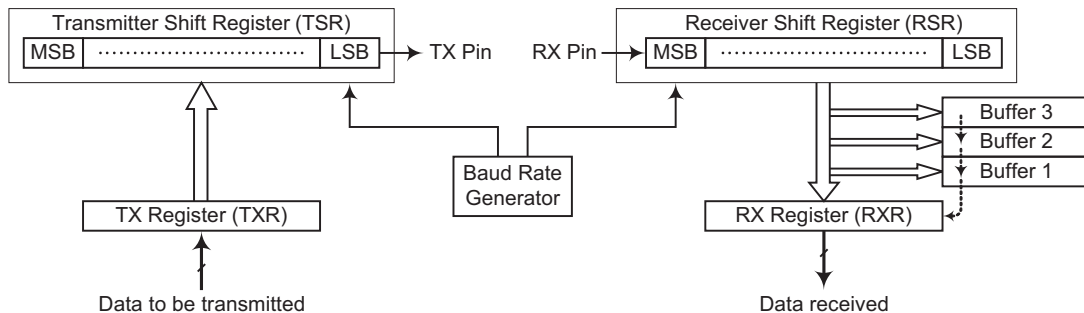 Transmitter Shift Register (TSR)
MSB LSB
TX Pin
Receiver Shift Register (RSR)
RX Pin
MSB LSB
Buffer 3
Buffer 2
Buffer 1
Baud Rate
Generator
TX Register (TXR)
RX Register (RXR)
Data to be transmitted
Data received